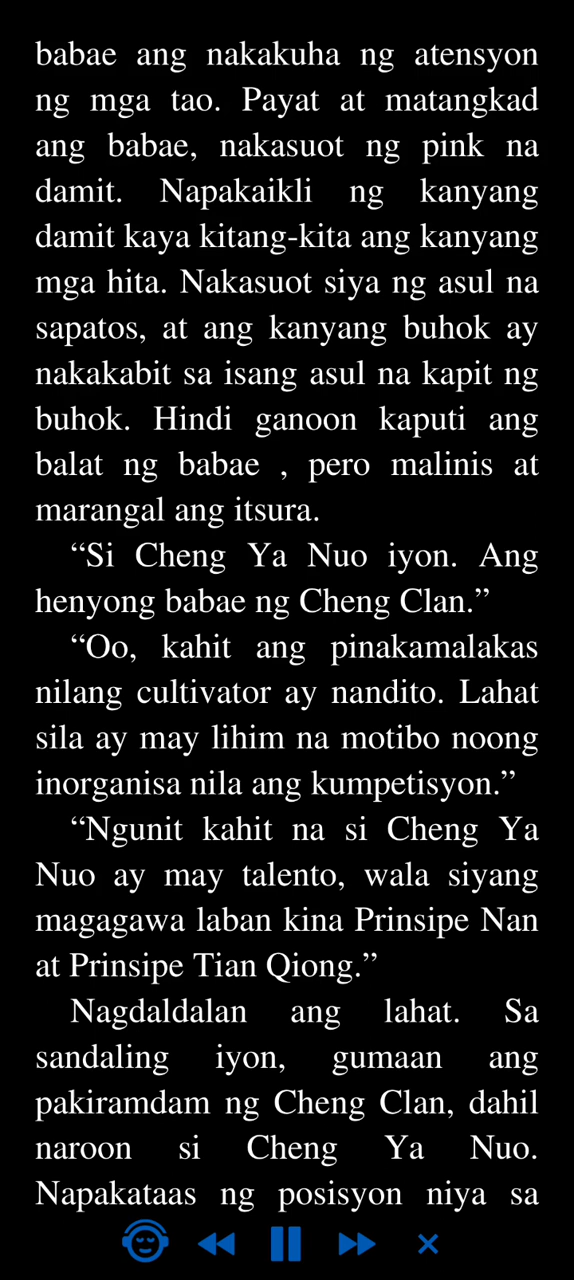 babae ang nakakuha ng atensyon
ng mga tao. Payat at matangkad
ang babae, nakasuot ng pink na
damit. Napakaikli ng kanyang
damit kaya kitang-kita ang kanyang
mga hita. Nakasuot siya ng asul na
sapatos, at ang kanyang buhok ay
nakakabit sa isang asul na kapit ng
buhok. Hindi ganoon kaputi ang
balat ng babae , pero malinis at
marangal ang itsura.
“Si Cheng Ya Nuo iyon. Ang
henyong babae ng Cheng Clan.”
“Oo, kahit ang pinakamalakas
nilang cultivator ay nandito. Lahat
sila ay may lihim na motibo noong
inorganisa nila ang kumpetisyon.”
“Ngunit kahit na si Cheng Ya
Nuo ay may talento, wala siyang
magagawa laban kina Prinsipe Nan
at Prinsipe Tian Qiong.”
Nagdaldalan ang lahat. Sa
sandaling iyon, gumaan ang
pakiramdam ng Cheng Clan, dahil
naroon si Cheng Ya Nuo.
Napakataas ng posisyon niya sa